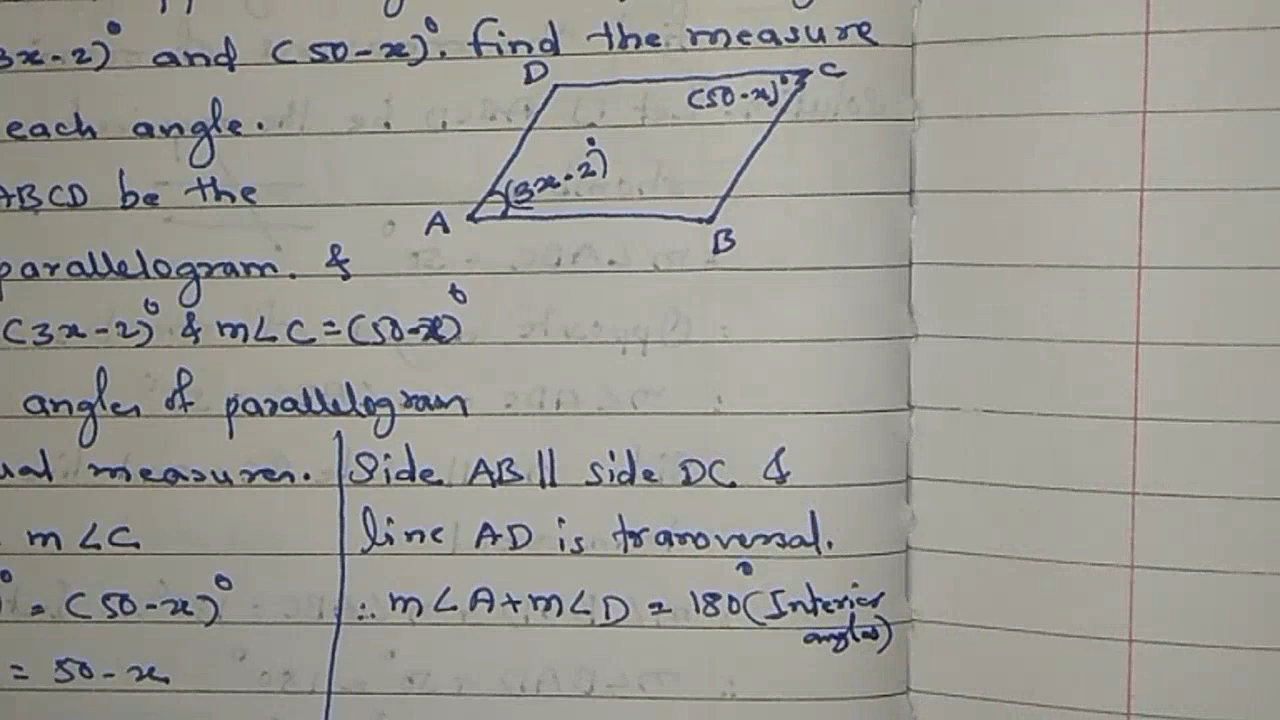 3x-2)° and (50-x)°. find the measure
each angle.
D
C
(50-x)°
(3x-2)°
A
B
ABCD be the
parallelogram. &
(3x-2)° & m∠C=(50-x)°
angles of parallelogram
ual measures.
m∠C
)° = (50-x)°
= 50-x
Side AB || side DC &
line AD is transversal.
∴ m∠A+m∠D = 180° (Interior
angles)